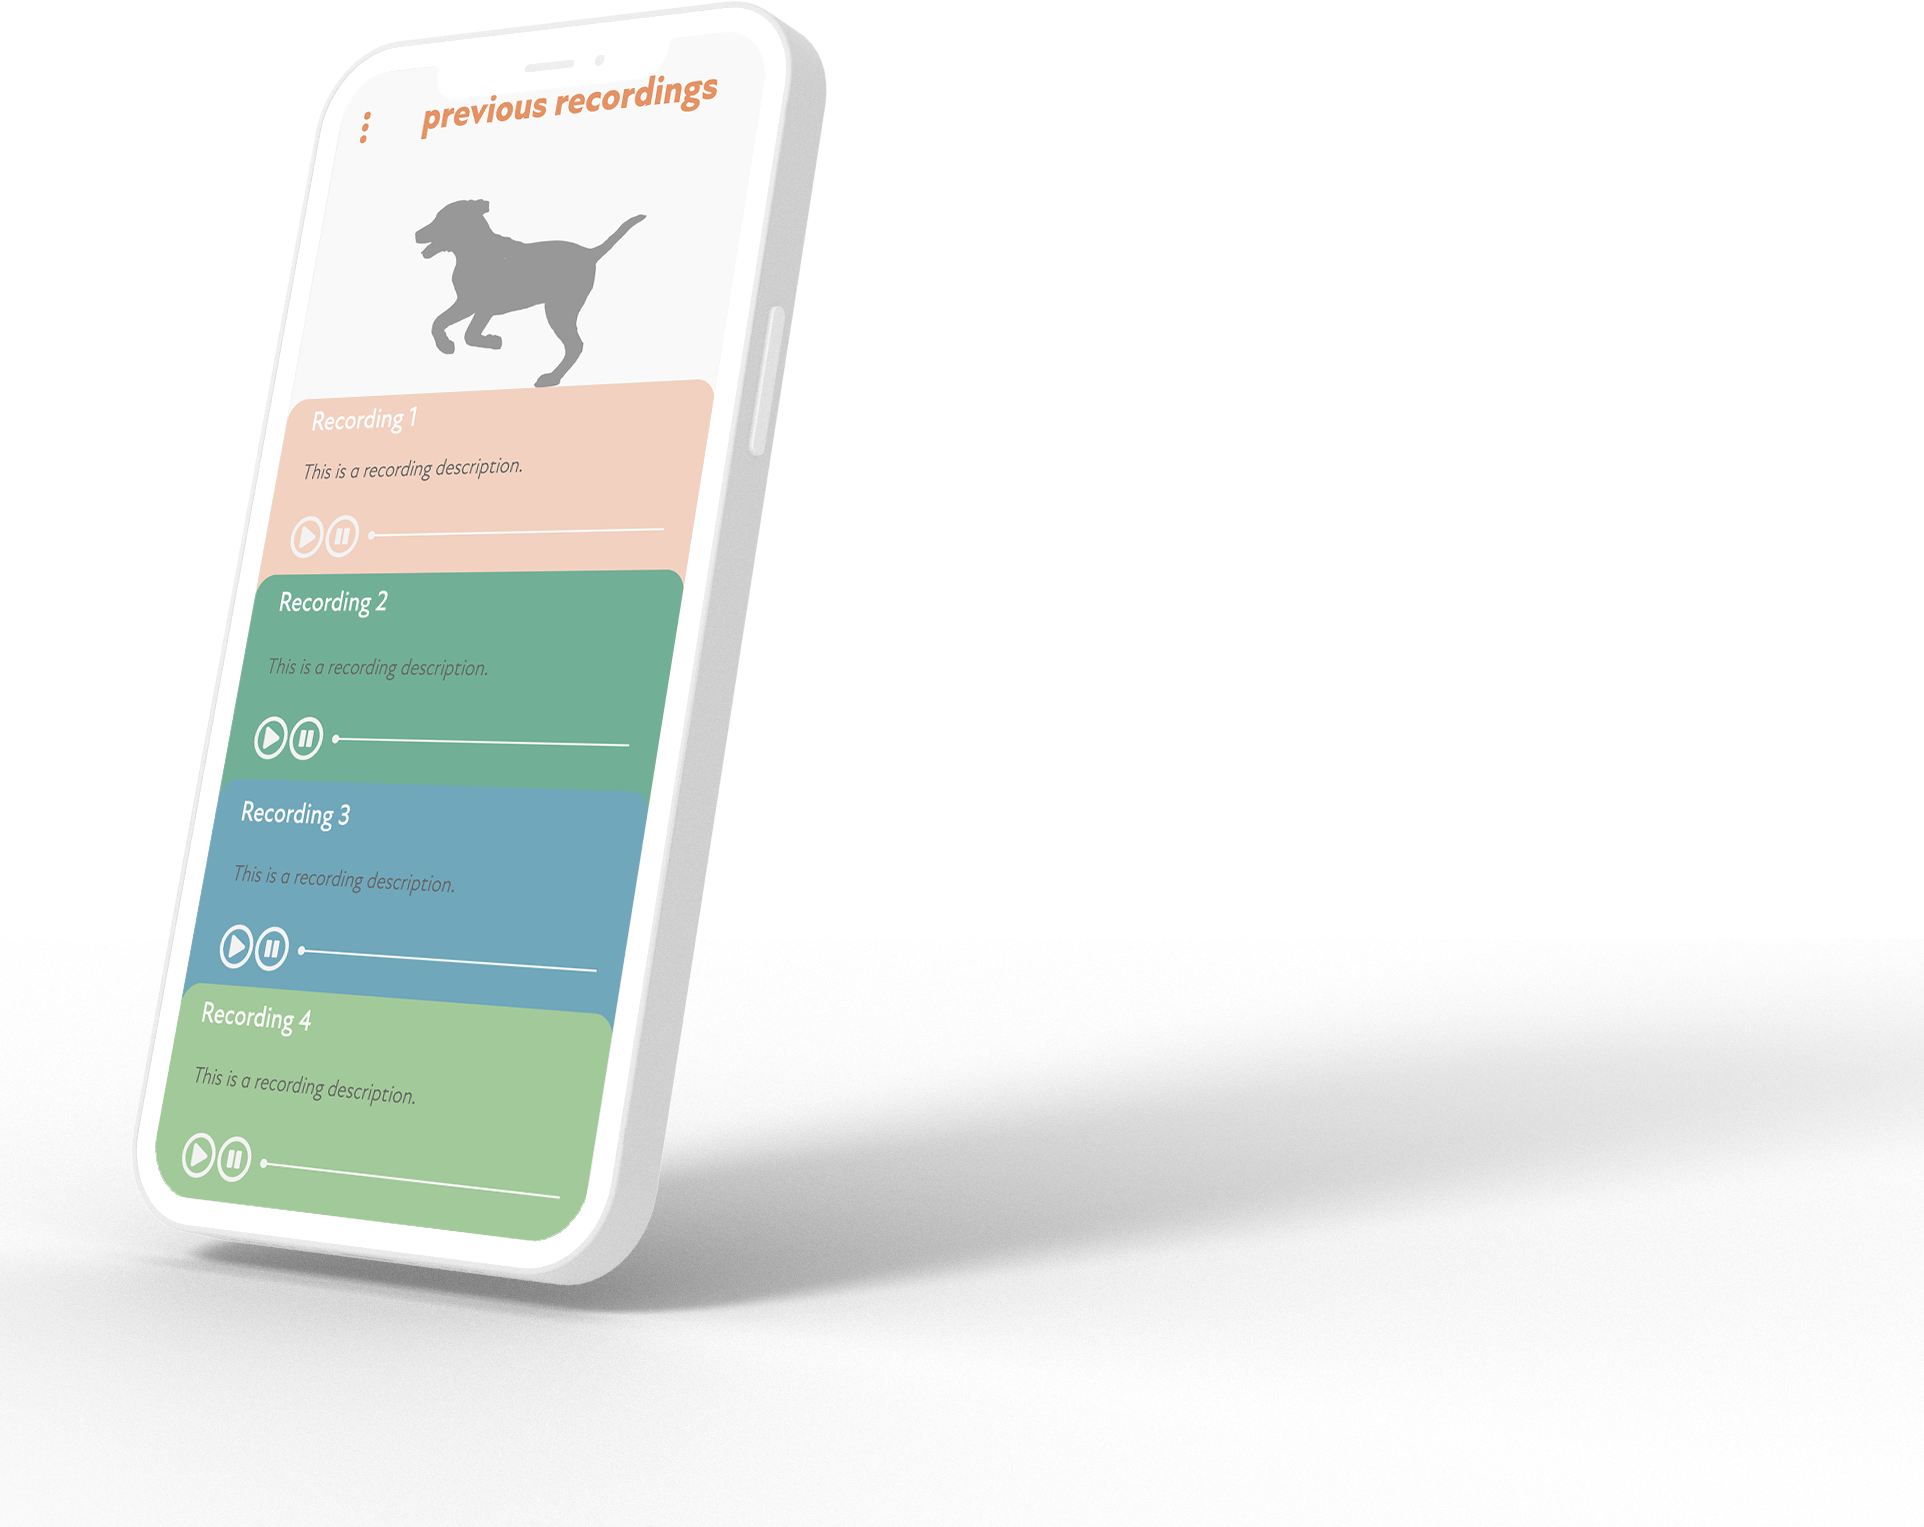 previous recordings
Recording 1
This is a recording description.
Recording 2
This is a recording description.
Recording 3
This is a recording description.
Recording 4
This is a recording description.